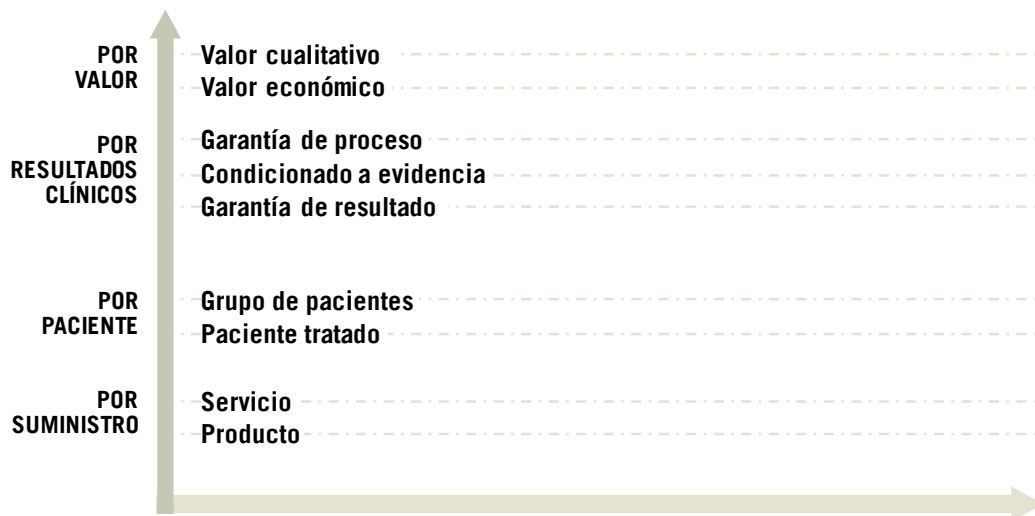 POR
VALOR
Valor cualitativo
Valor económico
POR
RESULTADOS
CLÍNICOS
Garantía de proceso
Condicionado a evidencia
Garantía de resultado
POR
PACIENTE
Grupo de pacientes
Paciente tratado
POR
SUMINISTRO
Servicio
Producto